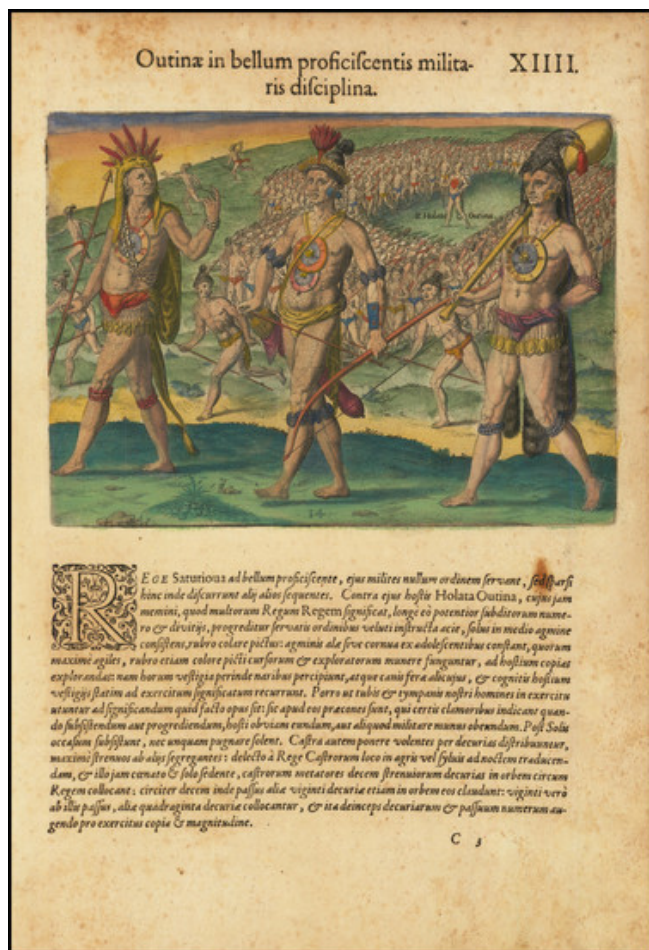 Outinæ in bellum proficiſcentis milita- XIIII.
ris diſciplina.
R. Holata Outina
14
REGE Saturioua ad bellum proficiſcente, ejus milites nullum ordinem ſervant, ſed ſparſi
hinc inde diſcurrunt alij alios ſequentes. Contra ejus hoſtis Holata Outina, cujus jam
memini, quod multorum Regum Regem ſignificat, longè eò potentior ſubditorum nume-
ro & divitijs, progreditur ſervatis ordinibus veluti inſtructa acie, ſolus in medio agmine
conſiſtens, rubro colore pictus: agminis alæ ſive cornua ex adoleſcentibus conſtant, quorum
maximè agiles, rubro etiam colore picti curſorum & exploratorum munere funguntur, ad hoſtium copias
explorandas: nam horum veſtigia perinde naribus percipiunt, atque canis feræ alicujus, & cognitis hoſtium
veſtigijs ſtatim ad exercitum ſignificatum recurrunt. Porro ut tubis & tympanis noſtri homines in exercitu
utuntur ad ſignificandum quid facto opus ſit: ſic apud eos præcones ſunt, qui certis clamoribus indicant quan-
do ſubſiſtendum aut progrediendum, hoſti obviam eundum, aut aliquod militare munus obeundum. Poſt Solis
occaſum ſubſiſtunt, nec unquam pugnare ſolent. Caſtra autem ponere volentes per decurias diſtribuuntur,
maximè ſtrenuos ab alijs ſegregantes: delecto à Rege Caſtrorum loco in agris vel ſylvis ad noctem traducen-
dam, & illo jam cœnato & ſolo ſedente, caſtrorum metatores decem ſtrenuiorum decurias in orbem circum
Regem collocant: circiter decem inde paſſus aliæ viginti decuriæ etiam in orbem eos claudunt: viginti verò
ab illis paſſus, aliæ quadraginta decuriæ collocantur, & ita deinceps decuriarum & paſſuum numerum au-
gendo pro exercitus copia & magnitudine.
C 3